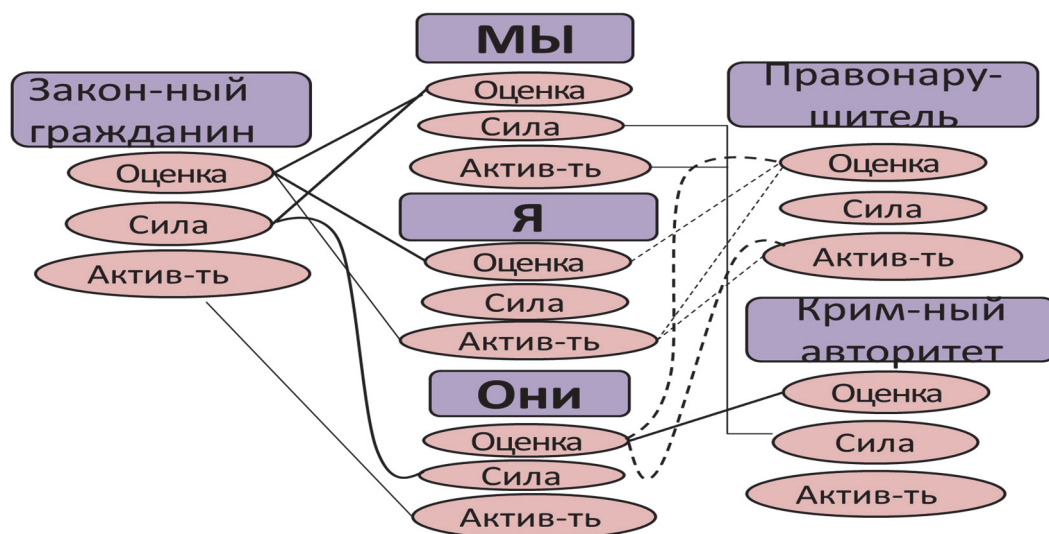 Закон-ный
гражданин
Оценка
Сила
Актив-ть
МЫ
Оценка
Сила
Актив-ть
Я
Оценка
Сила
Актив-ть
Они
Оценка
Сила
Актив-ть
Правонару-
шитель
Оценка
Сила
Актив-ть
Крим-ный
авторитет
Оценка
Сила
Актив-ть